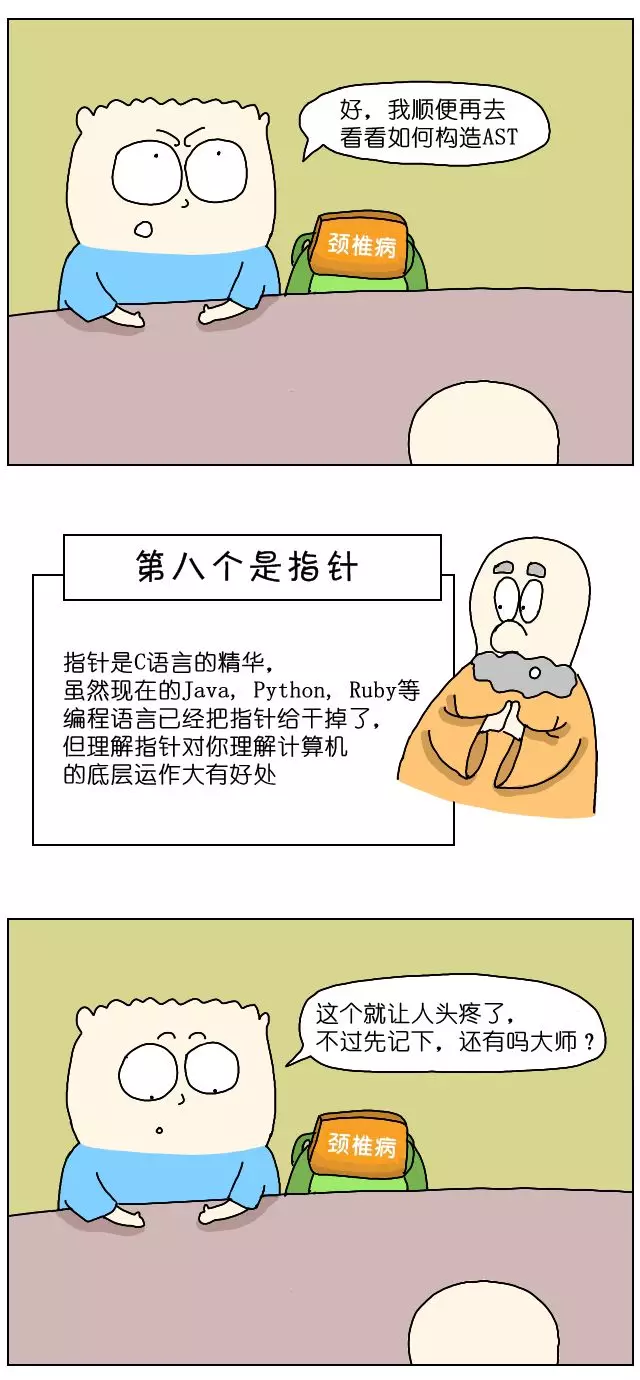 好，我顺便再去
看看如何构造AST
颈椎病
第八个是指针
指针是C语言的精华，
虽然现在的Java, Python, Ruby等
编程语言已经把指针给干掉了，
但理解指针对你理解计算机
的底层运作大有好处
这个就让人头疼了，
不过先记下，还有吗大师？
颈椎病